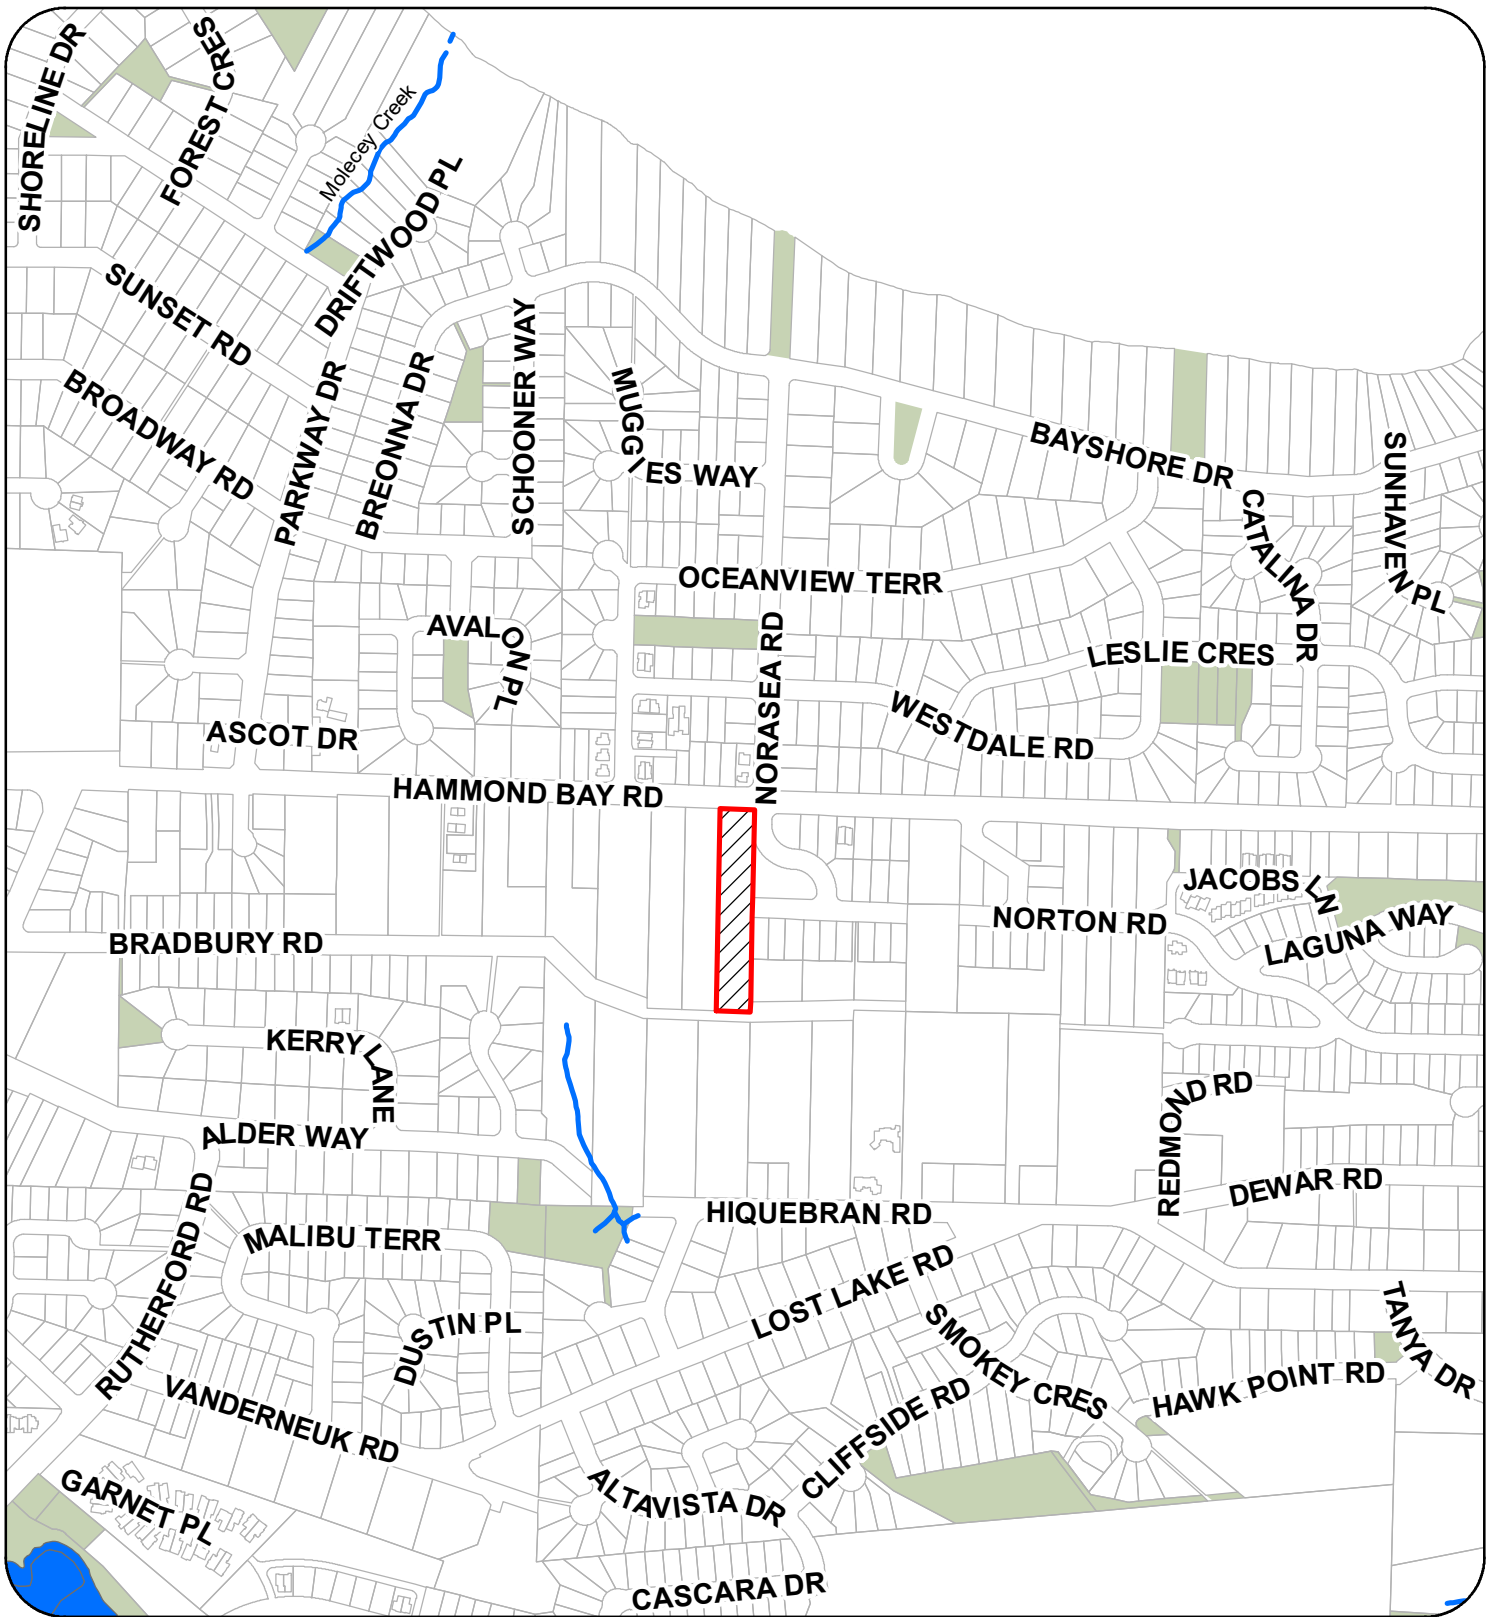 SHORELINE DR
FOREST CRES
Molecey Creek
DRIFTWOOD PL
SUNSET RD
BROADWAY RD
PARKWAY DR
BREONNA DR
SCHOONER WAY
MUGGIES WAY
BAYSHORE DR
SUNHAVEN PL
CATALINA DR
OCEANVIEW TERR
AVALON PL
NORASEA RD
LESLIE CRES
WESTDALE RD
ASCOT DR
HAMMOND BAY RD
JACOBS LN
NORTON RD
LAGUNA WAY
BRADBURY RD
KERRY LANE
REDMOND RD
ALDER WAY
DEWAR RD
RUTHERFORD RD
HIQUEBRAN RD
MALIBU TERR
LOST LAKE RD
DUSTIN PL
SMOKEY CRES
TANYA DR
HAWK POINT RD
VANDERNEUK RD
CLIFFSIDE RD
GARNET PL
ALTAVISTA DR
CASCARA DR